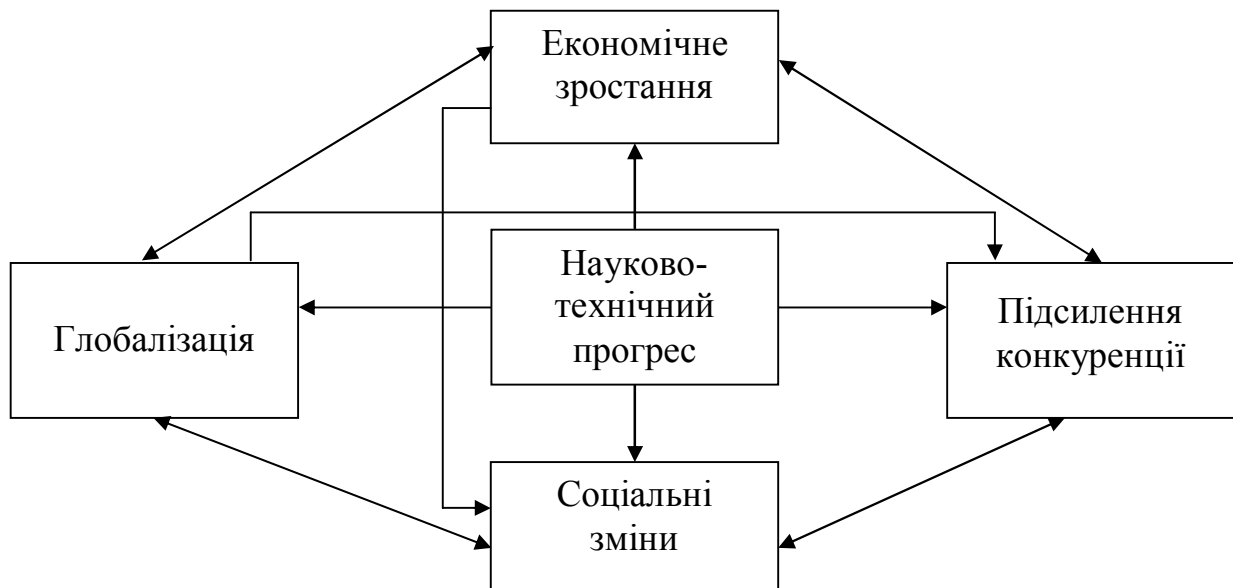 Економічне
зростання
Науково-
технічний
прогрес
Глобалізація
Підсилення
конкуренції
Соціальні
зміни